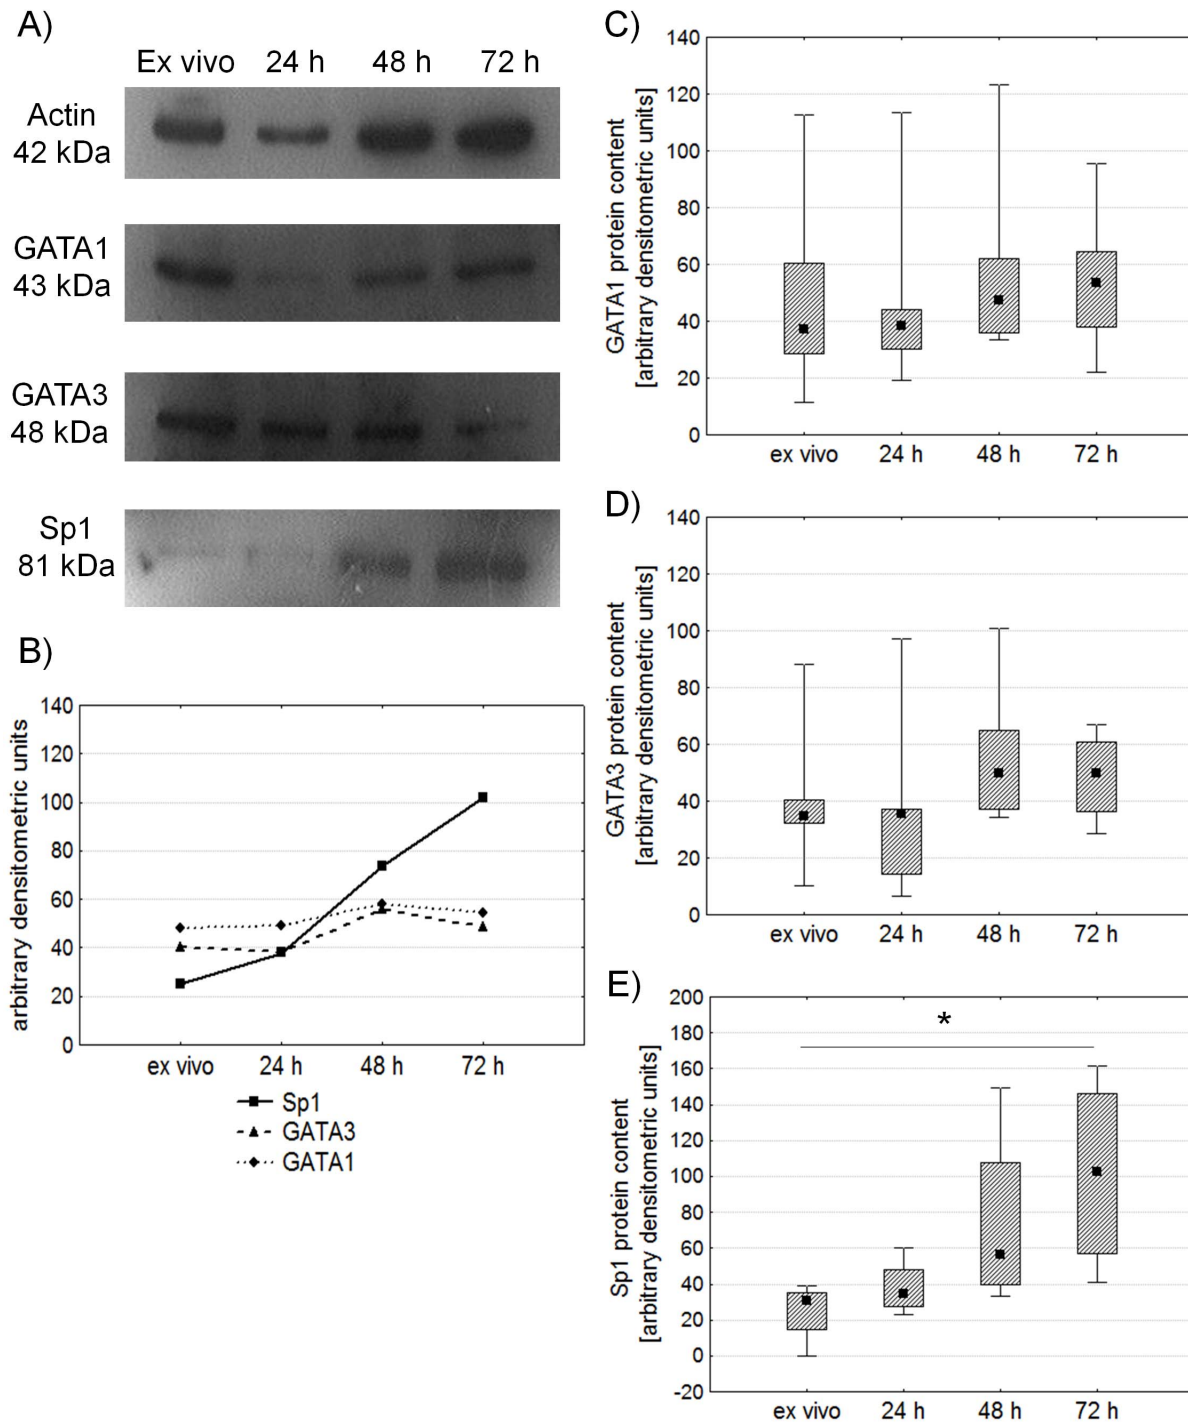 A)
Ex vivo 24 h 48 h 72 h
Actin
42 kDa
GATA1
43 kDa
GATA3
48 kDa
Sp1
81 kDa
B)
arbitrary densitometric units
140
120
100
80
60
40
20
0
ex vivo 24 h 48 h 72 h
Sp1
GATA3
GATA1
C)
GATA1 protein content
[arbitrary densitometric units]
140
120
100
80
60
40
20
0
ex vivo 24 h 48 h 72 h
D)
GATA3 protein content
[arbitrary densitometric units]
140
120
100
80
60
40
20
0
ex vivo 24 h 48 h 72 h
E)
Sp1 protein content
[arbitrary densitometric units]
200
180
160
140
120
100
80
60
40
20
0
-20
*
ex vivo 24 h 48 h 72 h